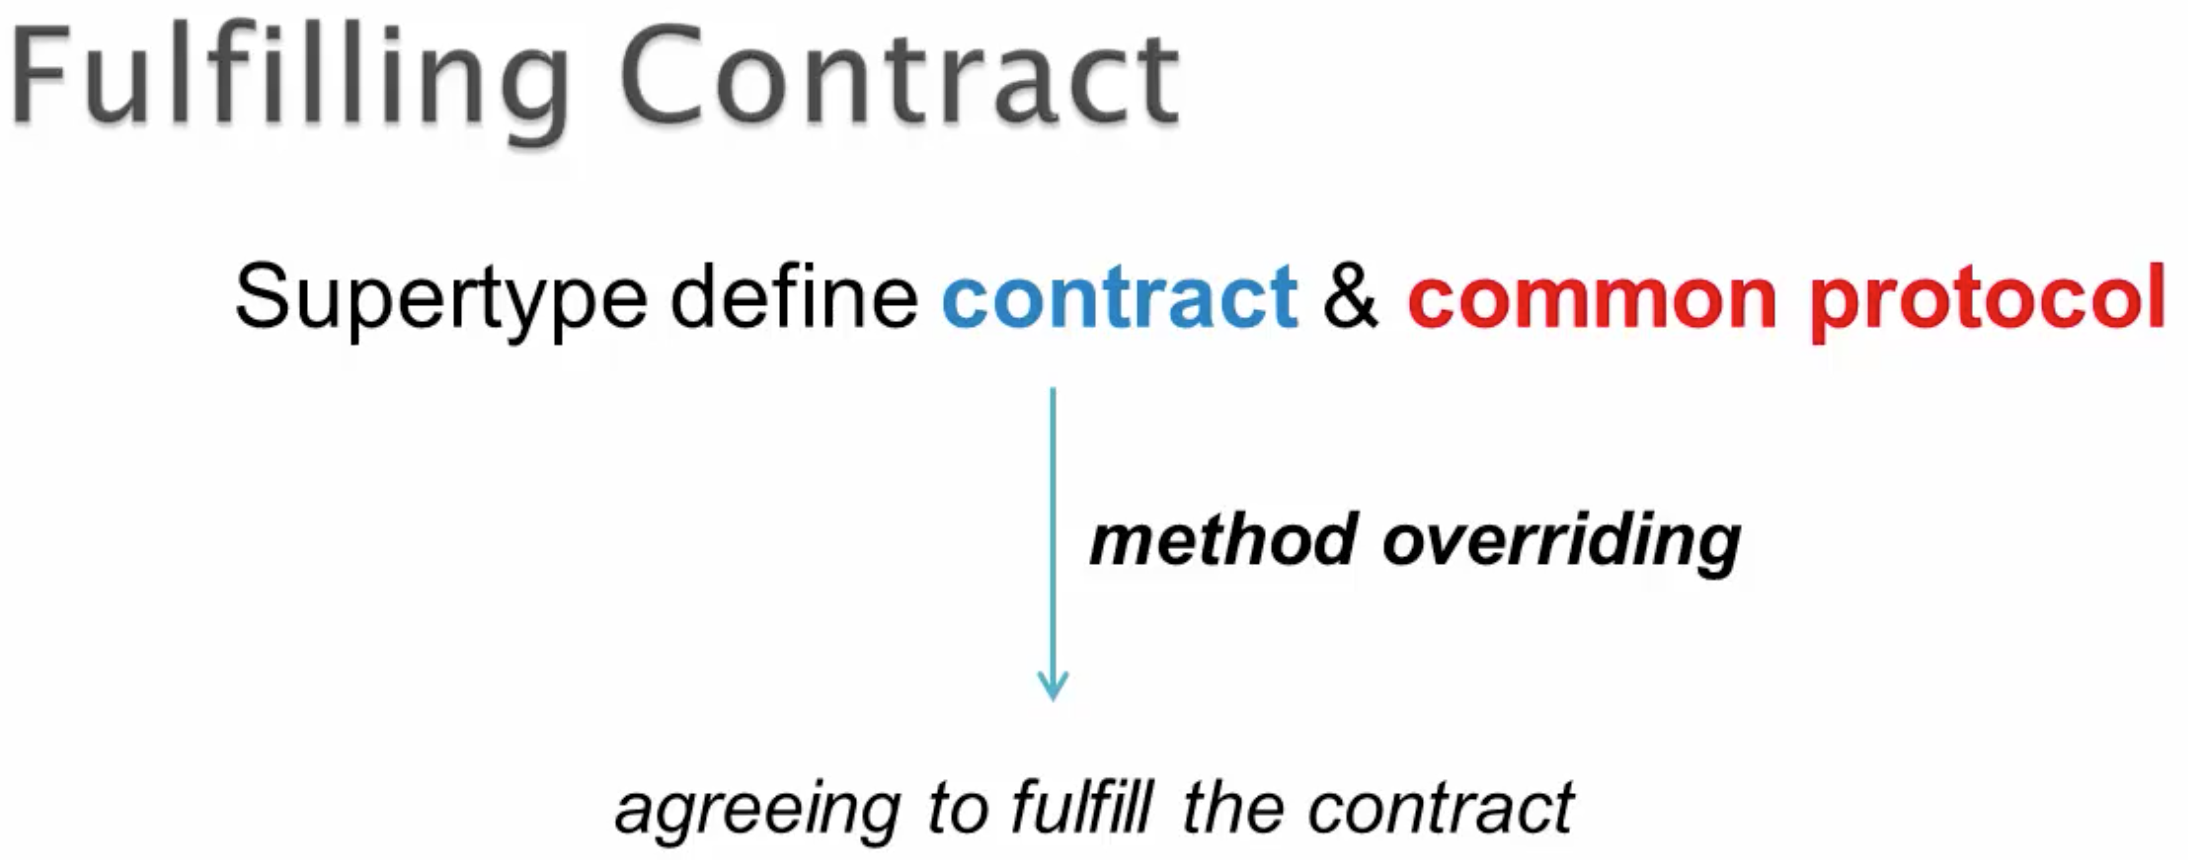 Fulfilling Contract
Supertype define contract & common protocol
method overriding
agreeing to fulfill the contract